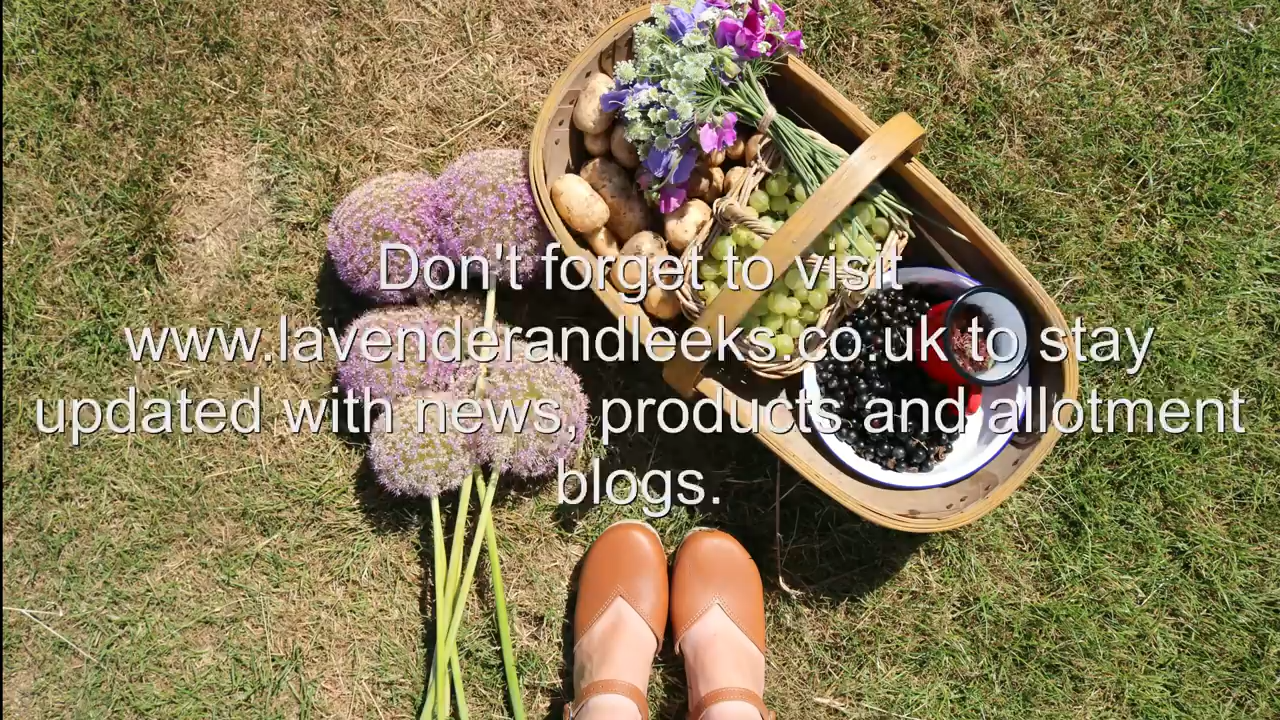 Don't forget to visit
www.lavenderandleeks.co.uk to stay
updated with news, products and allotment
blogs.